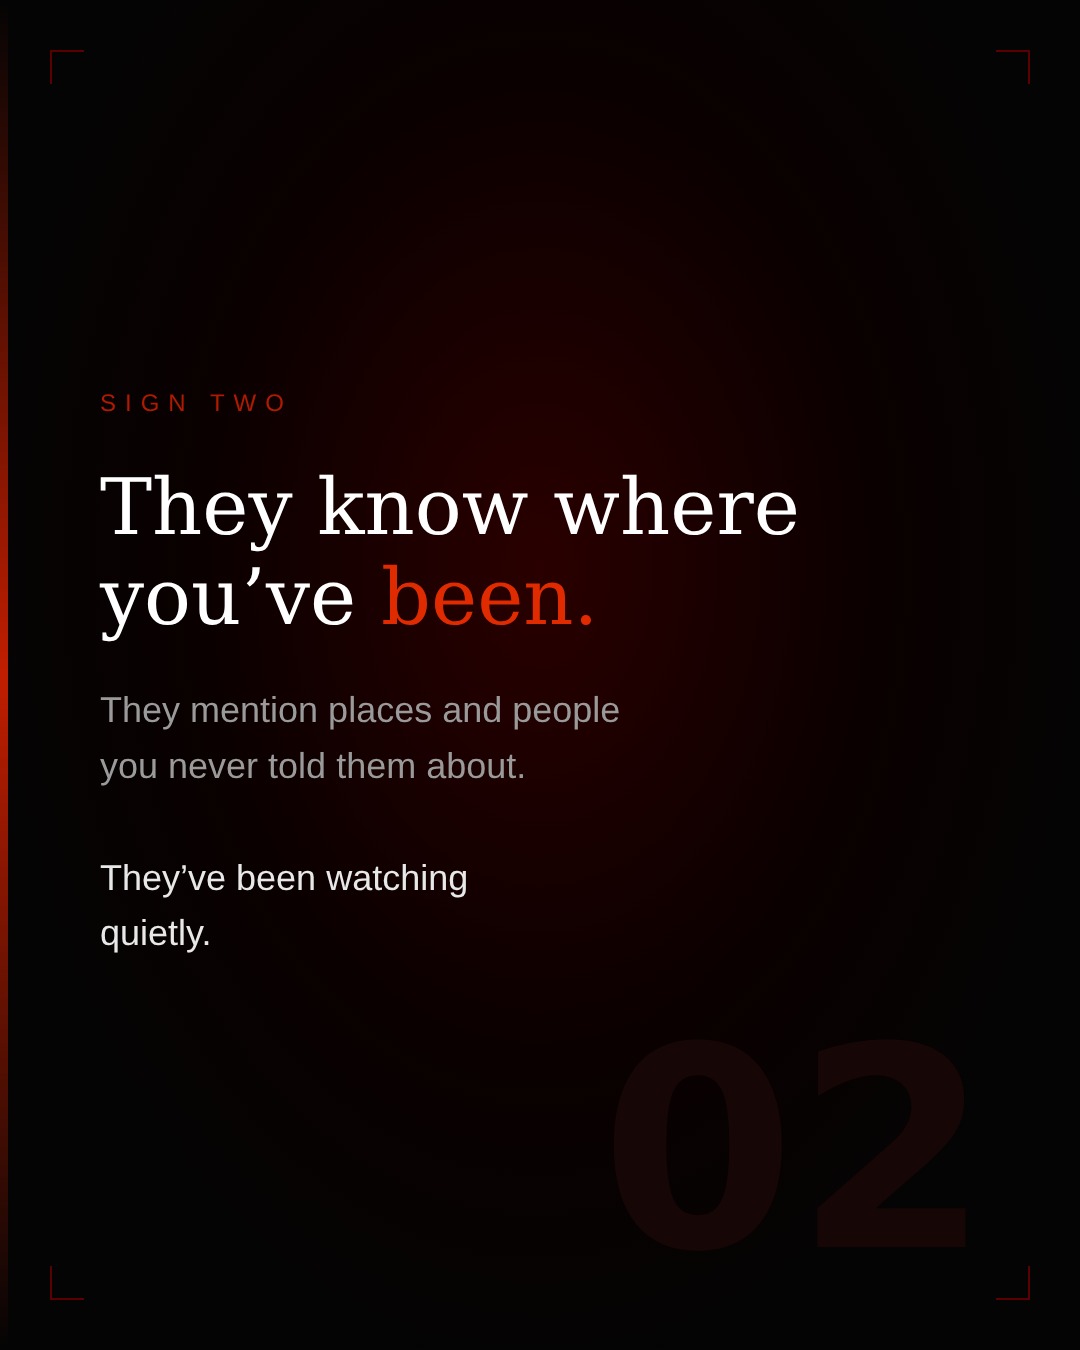 SIGN TWO
They know where
you’ve been.
They mention places and people
you never told them about.
They’ve been watching
quietly.
02